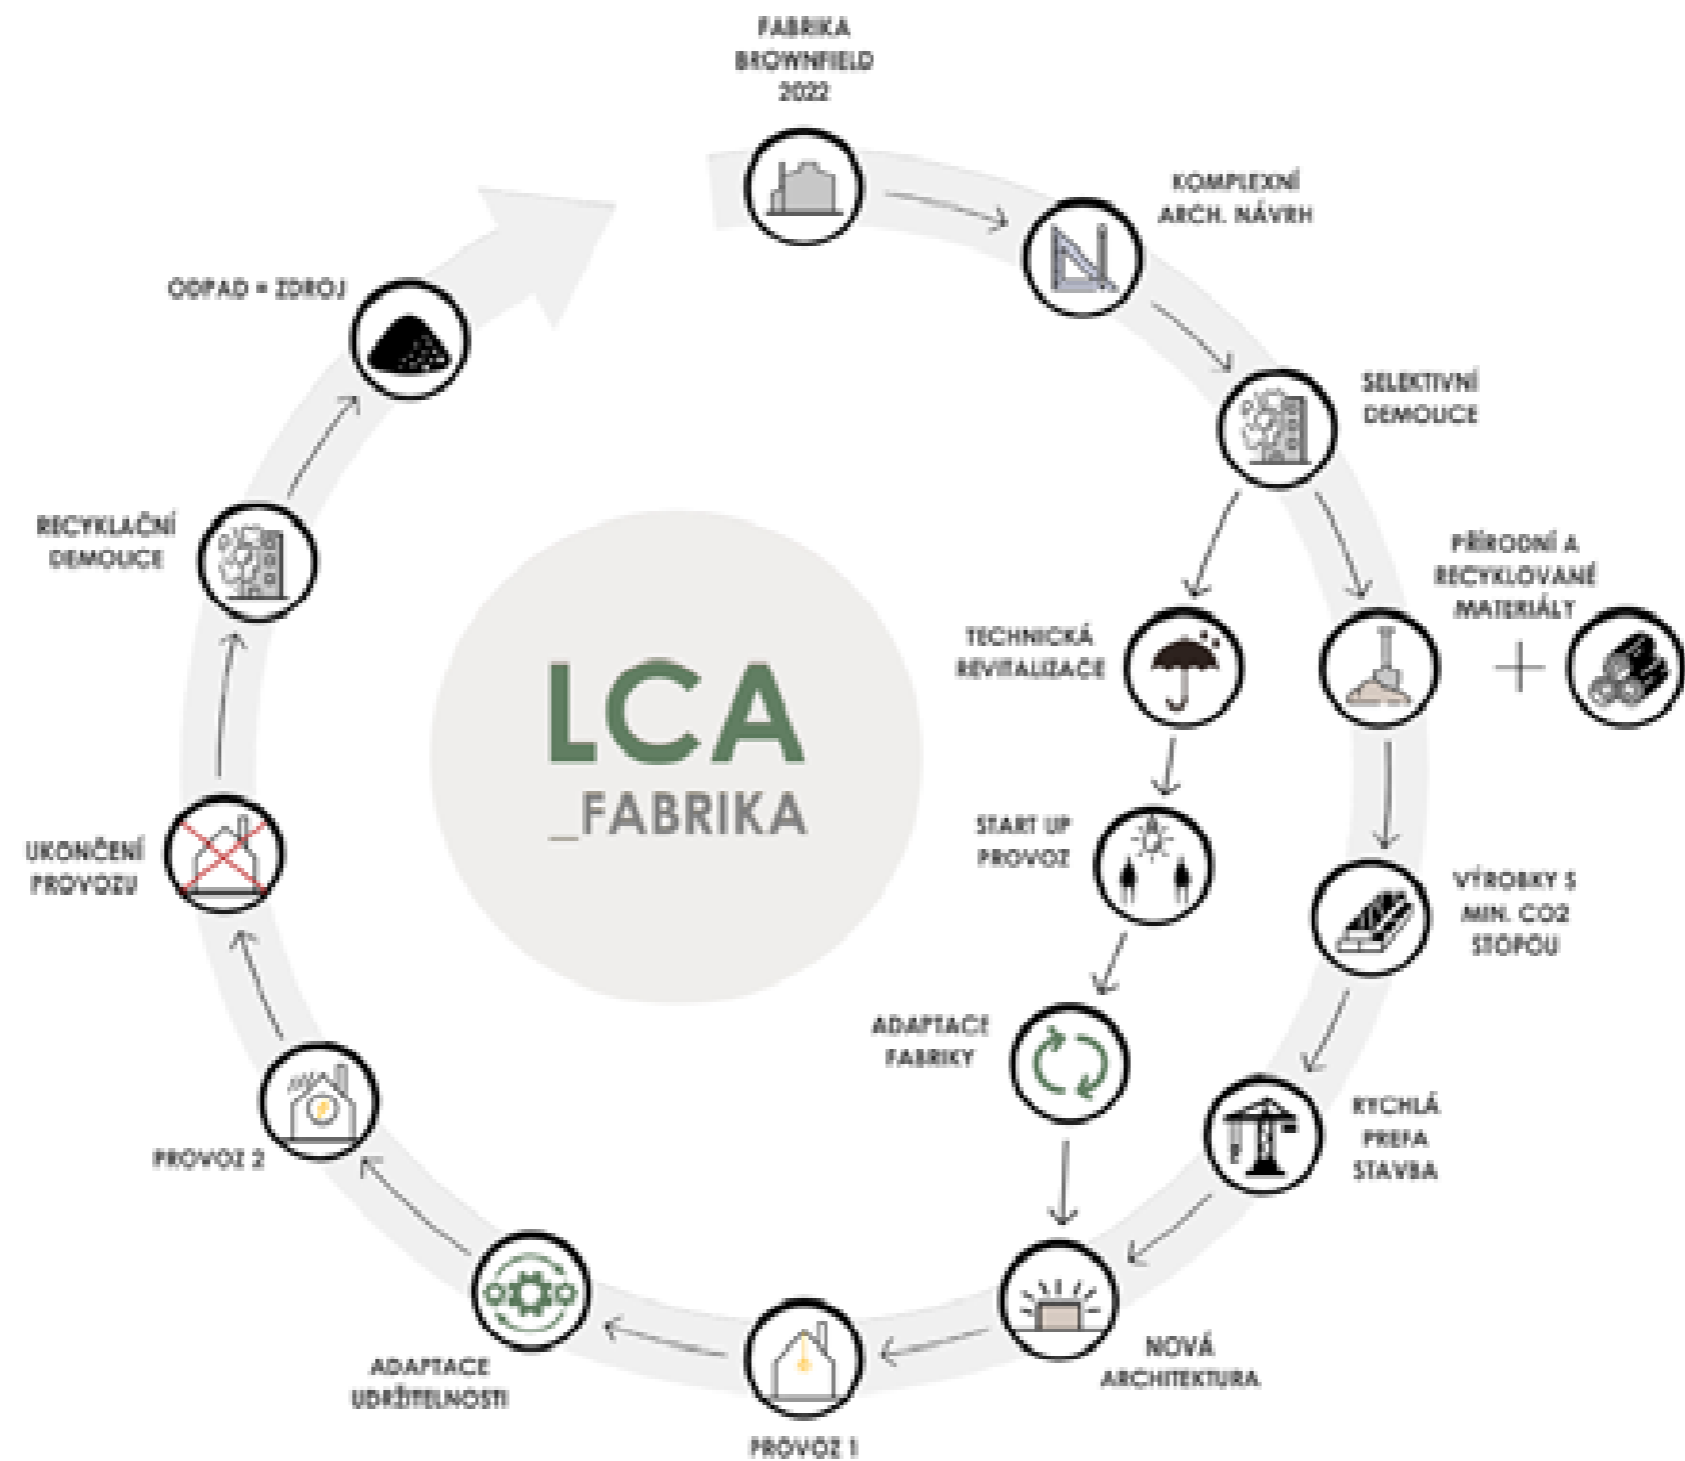 FABRIKA
BROWNFIELD
2022
KOMPLEXNÍ
ARCH. NÁVRH
SELEKTIVNÍ
DEMOLICE
PŘÍRODNÍ A
RECYKLOVANÉ
MATERIÁLY
TECHNICKÁ
REVITALIZACE
START UP
PROVOZ
VÝROBKY S
MIN. CO2
STOPOU
ADAPTACE
FABRIKY
RYCHLÁ
PREFA
STAVBA
NOVÁ
ARCHITEKTURA
PROVOZ 1
ADAPTACE
UDRŽITELNOSTI
PROVOZ 2
UKONČENÍ
PROVOZU
RECYKLAČNÍ
DEMOLICE
ODPAD = ZDROJ
LCA
_FABRIKA